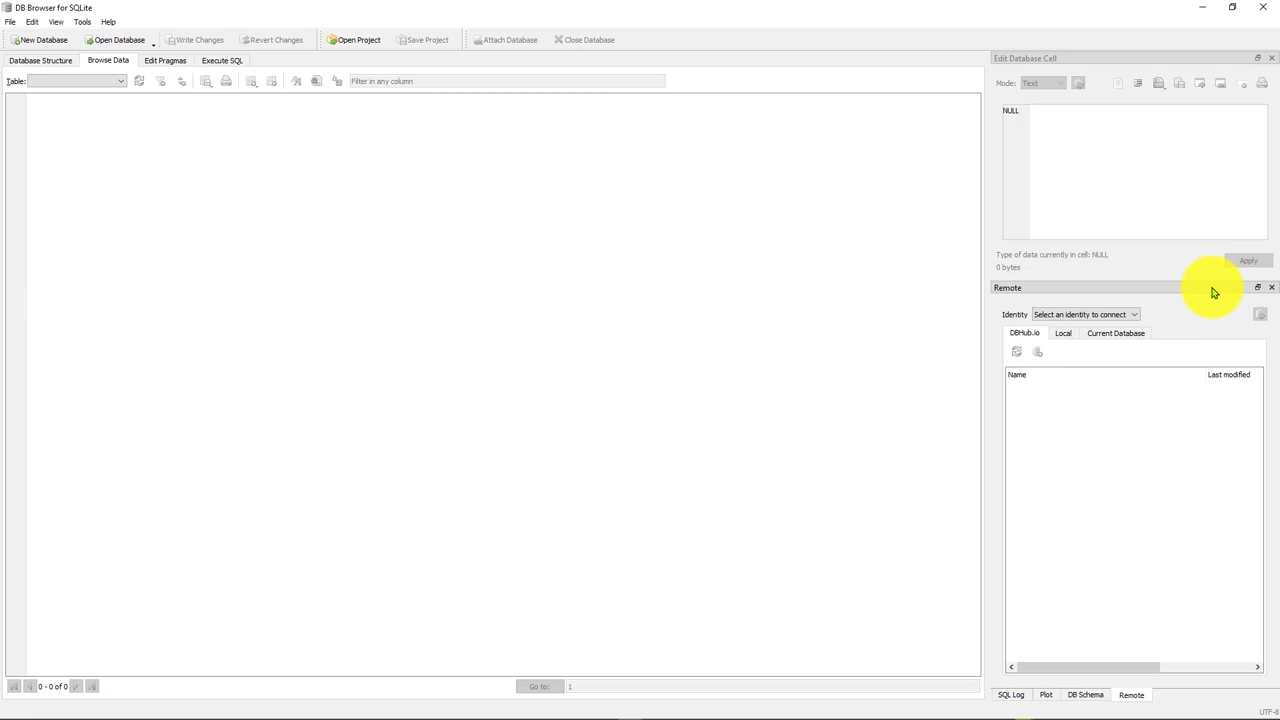 DB Browser for SQLite
File Edit View Tools Help
New Database Open Database Write Changes Revert Changes Open Project Save Project Attach Database Close Database
Database Structure Browse Data Edit Pragmas Execute SQL
Table: Filter in any column
0 - 0 of 0 Go to: 1
Edit Database Cell
Mode: Text
NULL
Type of data currently in cell: NULL
0 bytes
Apply
Remote
Identity Select an identity to connect
DBHub.io Local Current Database
Name Last modified
SQL Log Plot DB Schema Remote
UTF-8